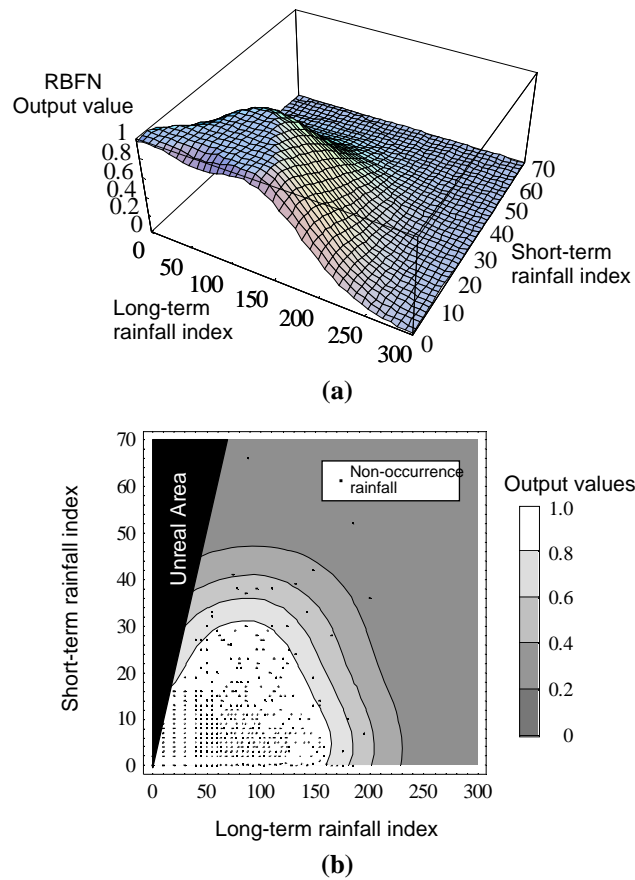 RBFN
Output value
1
0.8
0.6
0.4
0.2
0
0
50
100
150
200
250
300
Long-term
rainfall index
0
10
20
30
40
50
60
70
Short-term
rainfall index
(a)
70
60
50
40
30
20
10
0
Short-term rainfall index
Unreal Area
Non-occurrence
rainfall
0 50 100 150 200 250 300
Long-term rainfall index
Output values
1.0
0.8
0.6
0.4
0.2
0
(b)